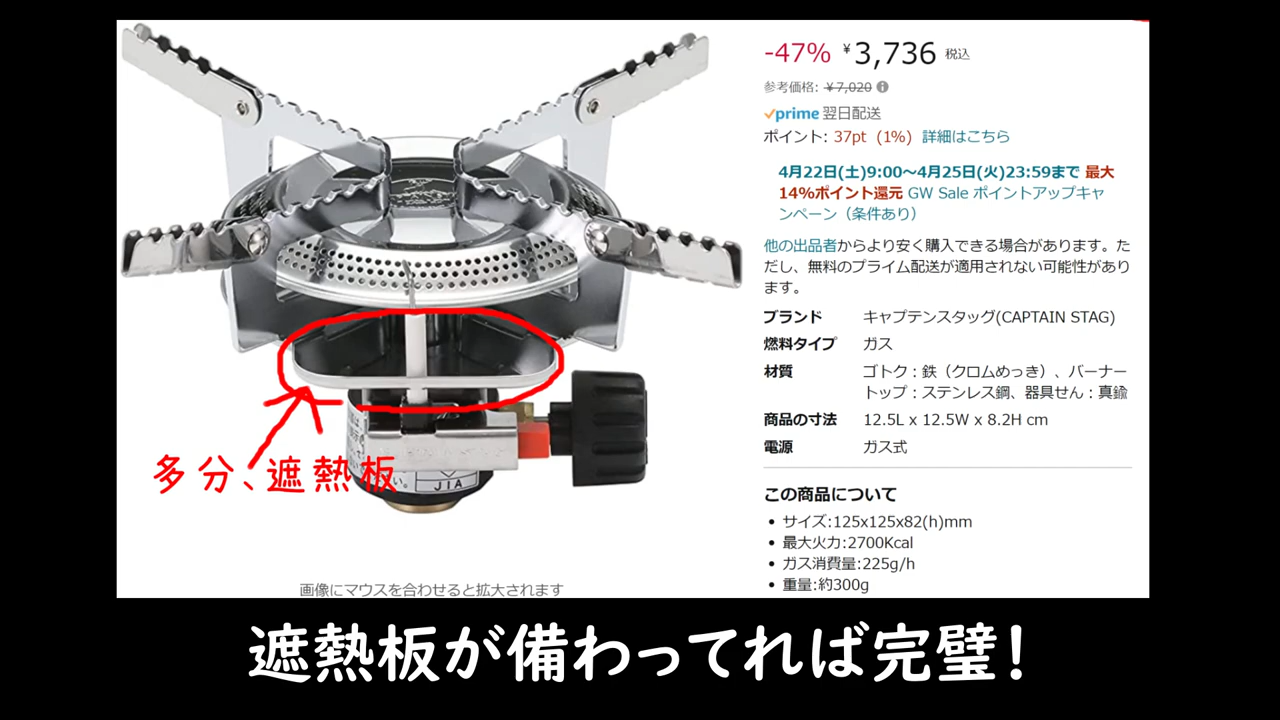 -47% ¥3,736 税込
参考価格: ¥7,020
prime 翌日配送
ポイント: 37pt (1%) 詳細はこちら
4月22日(土)9:00～4月25日(火)23:59まで 最大
14%ポイント還元 GW Sale ポイントアップキャ
ンペーン（条件あり）
他の出品者からより安く購入できる場合があります。た
だし、無料のプライム配送が適用されない可能性があり
ます。
ブランド キャプテンスタッグ(CAPTAIN STAG)
燃料タイプ ガス
材質 ゴトク：鉄（クロムめっき）、バーナー
トップ：ステンレス鋼、器具せん：真鍮
商品の寸法 12.5L x 12.5W x 8.2H cm
電源 ガス式
この商品について
• サイズ:125x125x82(h)mm
• 最大火力:2700Kcal
• ガス消費量:225g/h
• 重量:約300g
多分、遮熱板
い。
JIA
画像にマウスを合わせると拡大されます
遮熱板が備わってれば完璧！